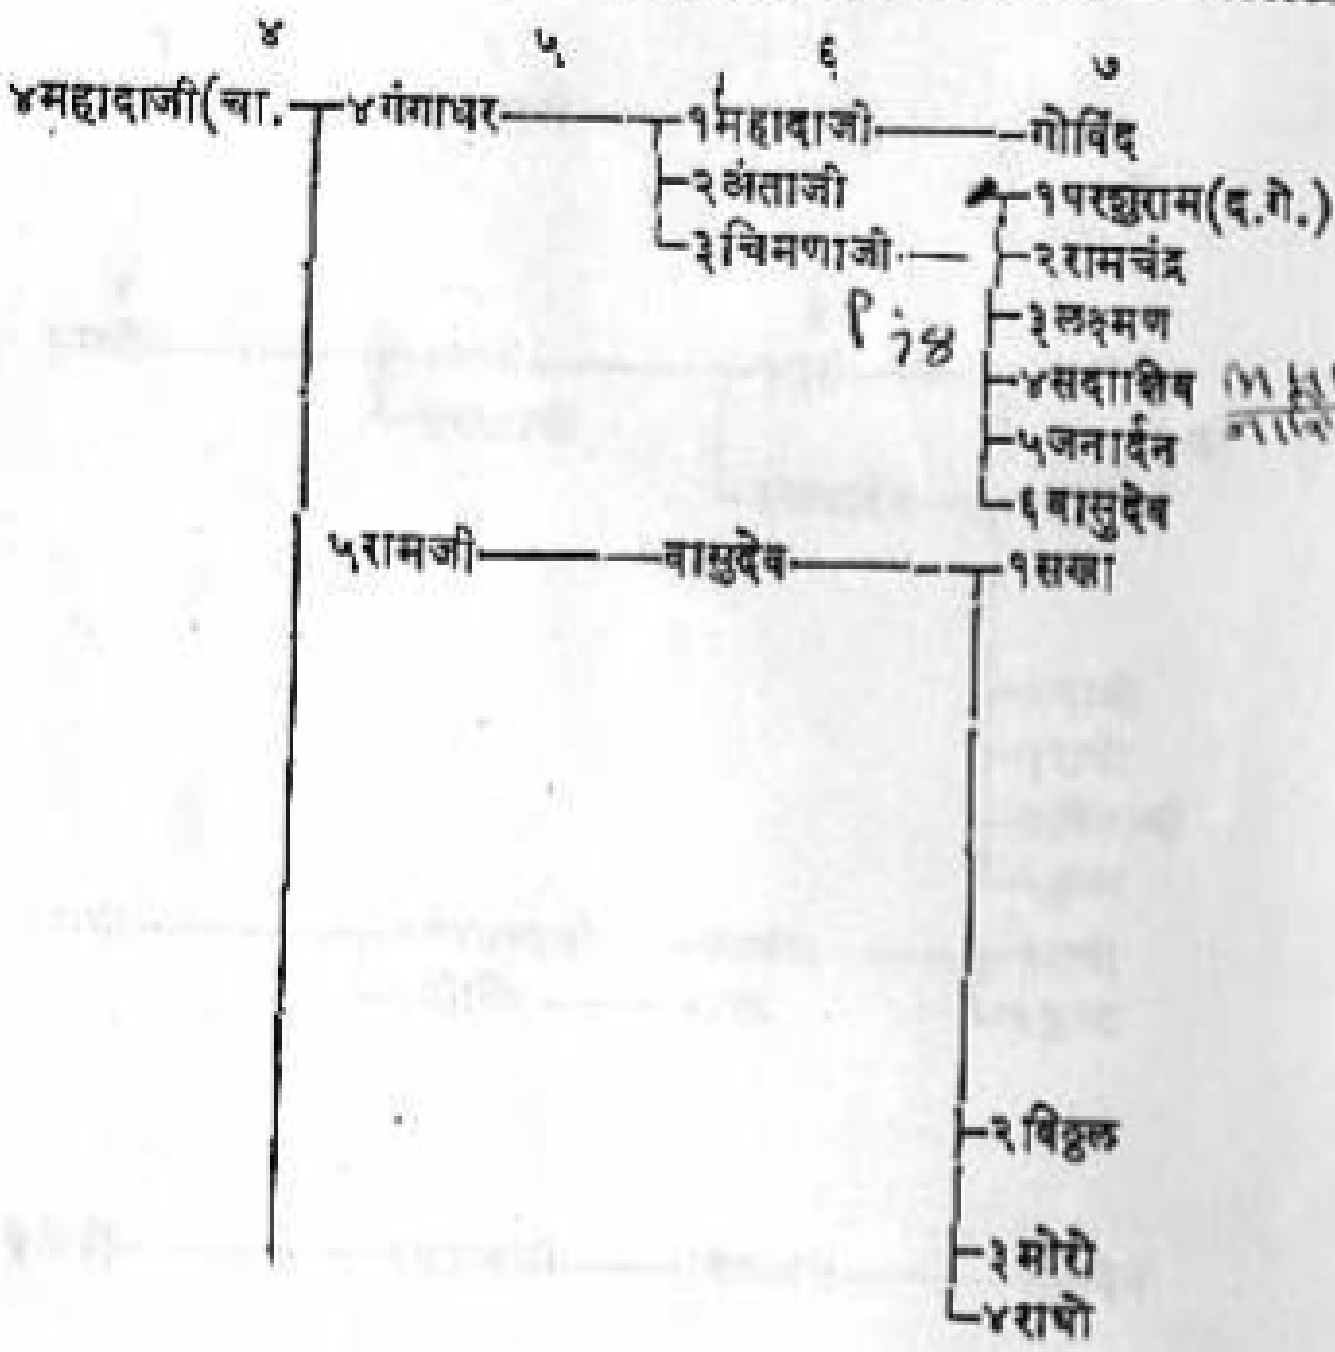 ४ ५ ६ ७
४महादाजी(चा. ४गंगाधर १महादाजी गोविंद
२अंताजी १परशुराम(द.गे.)
३चिमणाजी २रामचंद्र
३लक्ष्मण
P 78
४सदाशिव
५जनार्दन
६वासुदेव
५रामजी वासुदेव १सखा
२विठ्ठल
३मोरो
४राघो